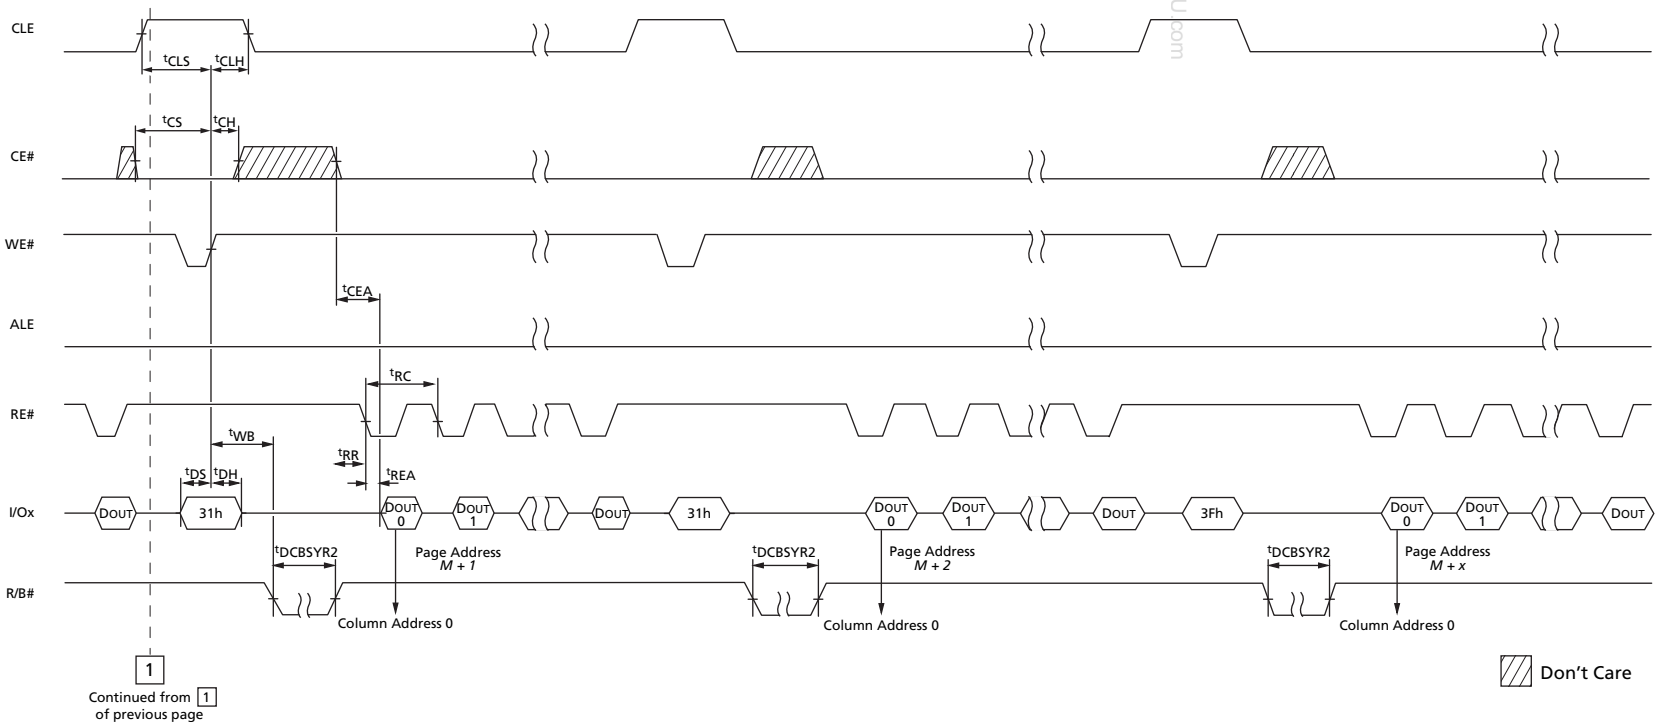 U.com
CLE
tCLS tCLH
tCS tCH
CE#
WE#
tCEA
ALE
tRC
RE#
tWB
tRR
tREA
tDS tDH
I/Ox
DOUT
31h
DOUT 0
DOUT 1
DOUT
31h
DOUT 0
DOUT 1
DOUT
3Fh
DOUT 0
DOUT 1
DOUT
tDCBSYR2
Page Address
M + 1
tDCBSYR2
Page Address
M + 2
tDCBSYR2
Page Address
M + x
R/B#
Column Address 0
Column Address 0
Column Address 0
1
Don't Care
Continued from 1
of previous page